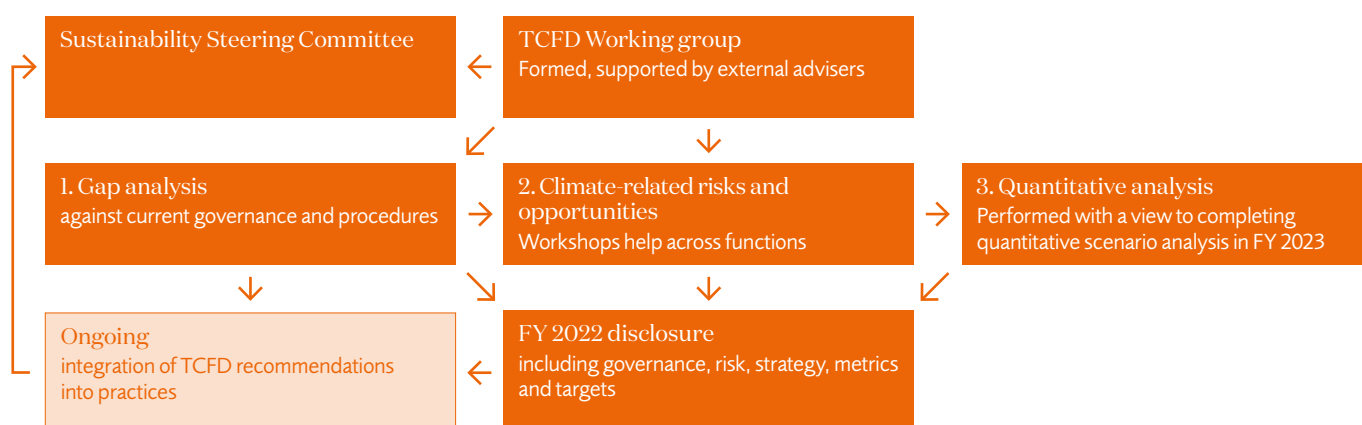 Sustainability Steering Committee
TCFD Working group
Formed, supported by external advisers
1. Gap analysis
against current governance and procedures
2. Climate-related risks and
opportunities
Workshops help across functions
3. Quantitative analysis
Performed with a view to completing
quantitative scenario analysis in FY 2023
Ongoing
integration of TCFD recommendations
into practices
FY 2022 disclosure
including governance, risk, strategy, metrics
and targets